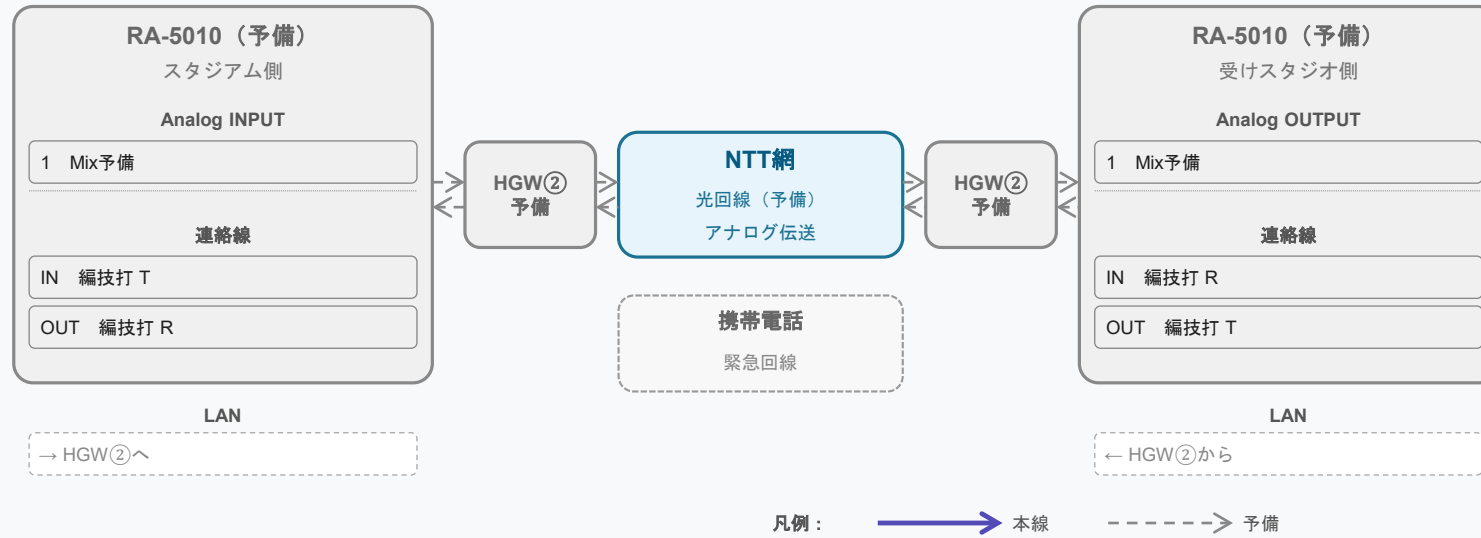 RA-5010（予備）
スタジアム側
Analog INPUT
1 Mix予備
連絡線
IN 編技打 T
OUT 編技打 R
LAN
→ HGW②へ
HGW②
予備
NTT網
光回線（予備）
アナログ伝送
携帯電話
緊急回線
HGW②
予備
RA-5010（予備）
受けスタジオ側
Analog OUTPUT
1 Mix予備
連絡線
IN 編技打 R
OUT 編技打 T
LAN
← HGW②から
凡例： 本線 予備